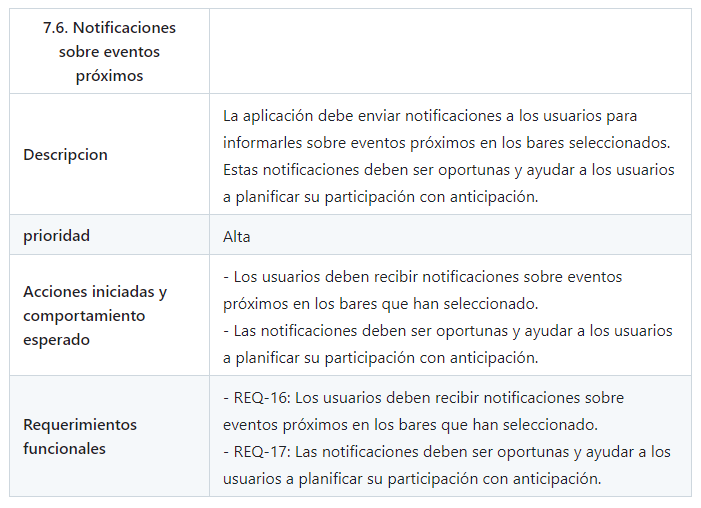 7.6. Notificaciones
sobre eventos
próximos
Descripcion
La aplicación debe enviar notificaciones a los usuarios para
informarles sobre eventos próximos en los bares seleccionados.
Estas notificaciones deben ser oportunas y ayudar a los usuarios
a planificar su participación con anticipación.
prioridad
Alta
Acciones iniciadas y
comportamiento
esperado
- Los usuarios deben recibir notificaciones sobre eventos
próximos en los bares que han seleccionado.
- Las notificaciones deben ser oportunas y ayudar a los usuarios
a planificar su participación con anticipación.
Requerimientos
funcionales
- REQ-16: Los usuarios deben recibir notificaciones sobre
eventos próximos en los bares que han seleccionado.
- REQ-17: Las notificaciones deben ser oportunas y ayudar a los
usuarios a planificar su participación con anticipación.